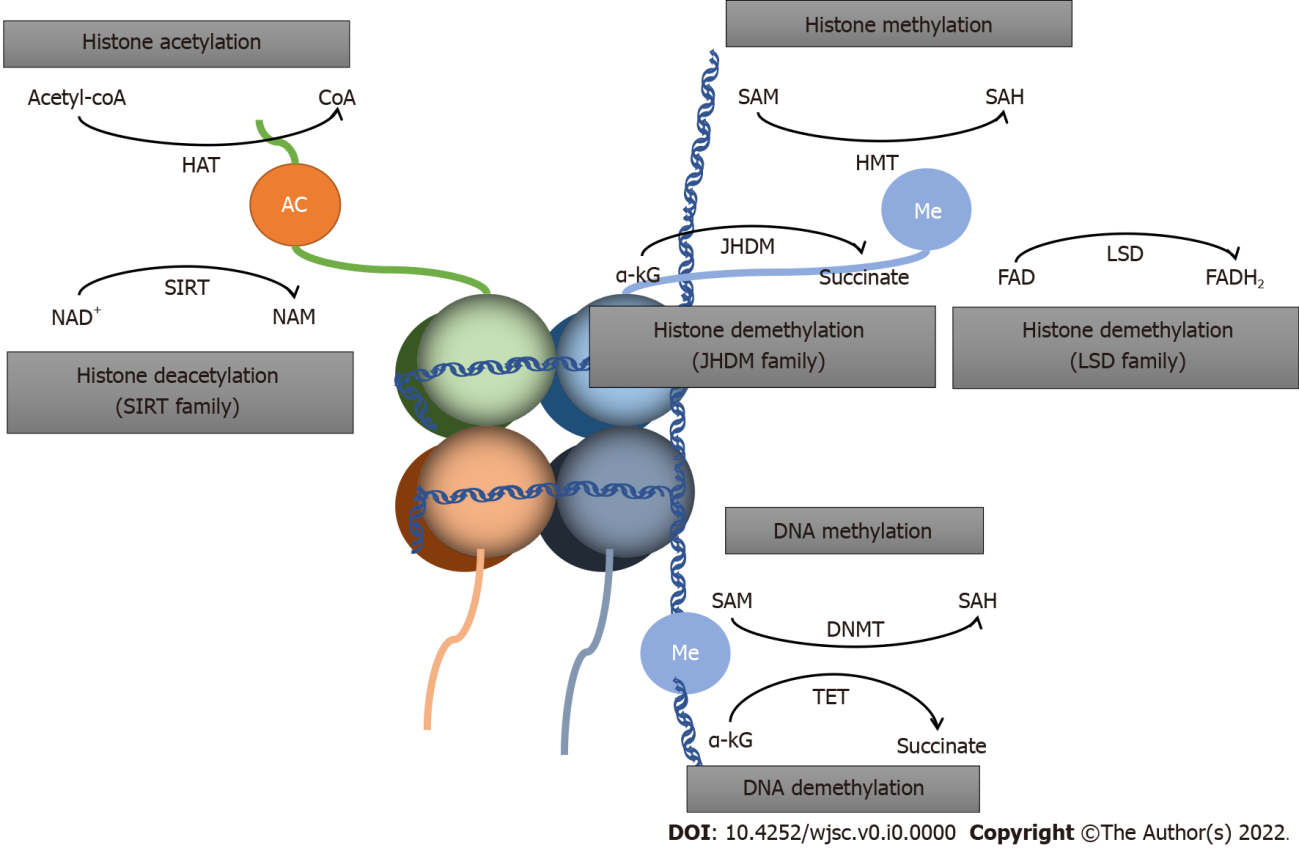 Histone acetylation
Acetyl-coA
CoA
HAT
AC
SIRT
NAD⁺
NAM
Histone deacetylation
(SIRT family)
Histone methylation
SAM
SAH
HMT
Me
JHDM
α-kG
Succinate
Histone demethylation
(JHDM family)
LSD
FAD
FADH₂
Histone demethylation
(LSD family)
DNA methylation
SAM
SAH
DNMT
Me
TET
α-kG
Succinate
DNA demethylation
DOI: 10.4252/wjsc.v0.i0.0000 Copyright ©The Author(s) 2022.